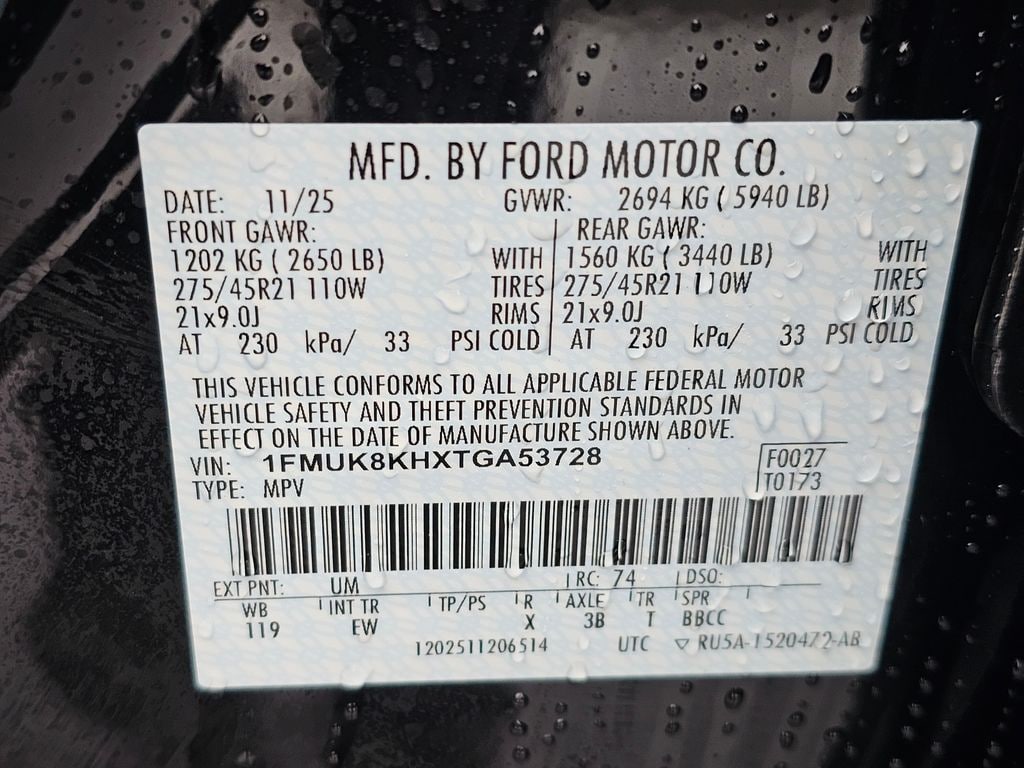 MFD. BY FORD MOTOR CO.
DATE: 11/25 GVWR: 2694 KG ( 5940 LB)
FRONT GAWR: REAR GAWR:
1202 KG ( 2650 LB) WITH 1560 KG ( 3440 LB) WITH
275/45R21 110W TIRES 275/45R21 110W TIRES
21x9.0J RIMS 21x9.0J RIMS
AT 230 kPa/ 33 PSI COLD AT 230 kPa/ 33 PSI COLD
THIS VEHICLE CONFORMS TO ALL APPLICABLE FEDERAL MOTOR
VEHICLE SAFETY AND THEFT PREVENTION STANDARDS IN
EFFECT ON THE DATE OF MANUFACTURE SHOWN ABOVE.
VIN: 1FMUK8KHXTGA53728 F0027
TYPE: MPV T0173
EXT PNT: UM RC: 74 DSO:
WB INT TR TP/PS R AXLE TR SPR
119 EW X 3B T BBCC
1202511206514 UTC ▽ RU5A-1520472-AB